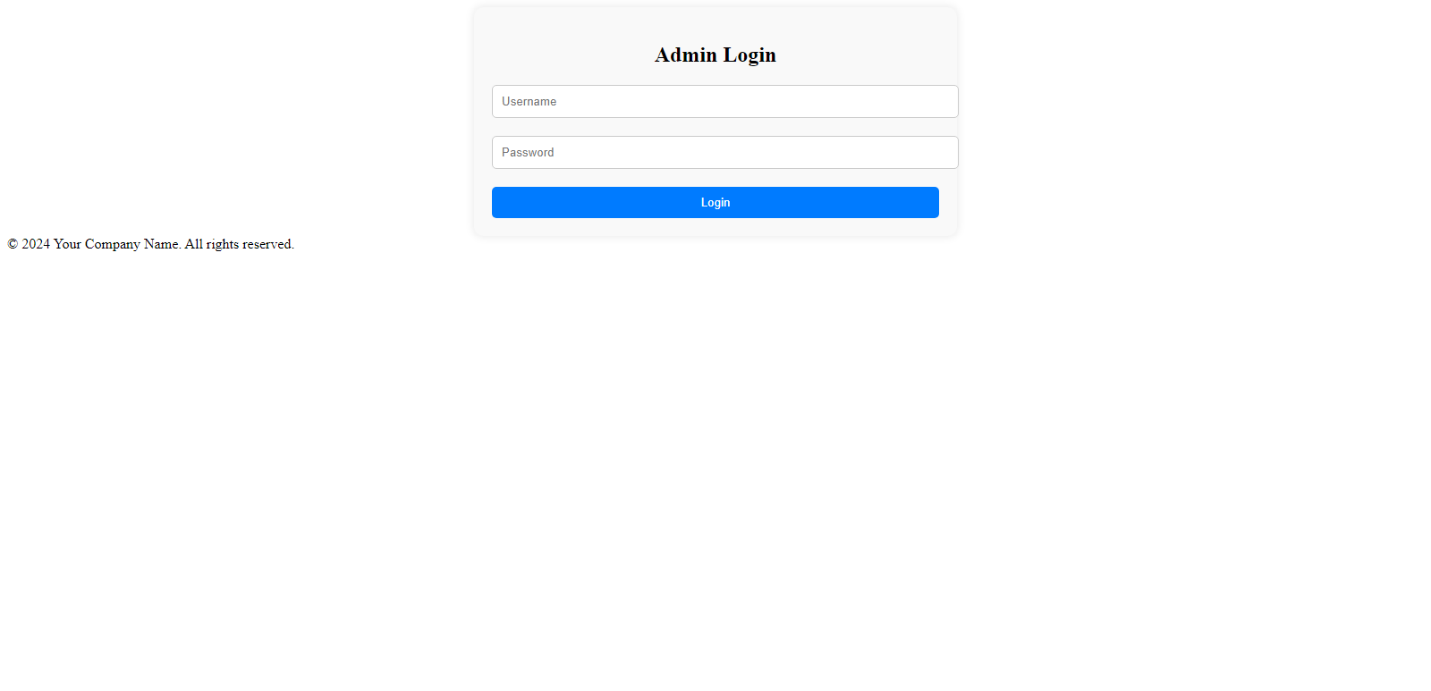 Admin Login
Username
Password
Login
© 2024 Your Company Name. All rights reserved.